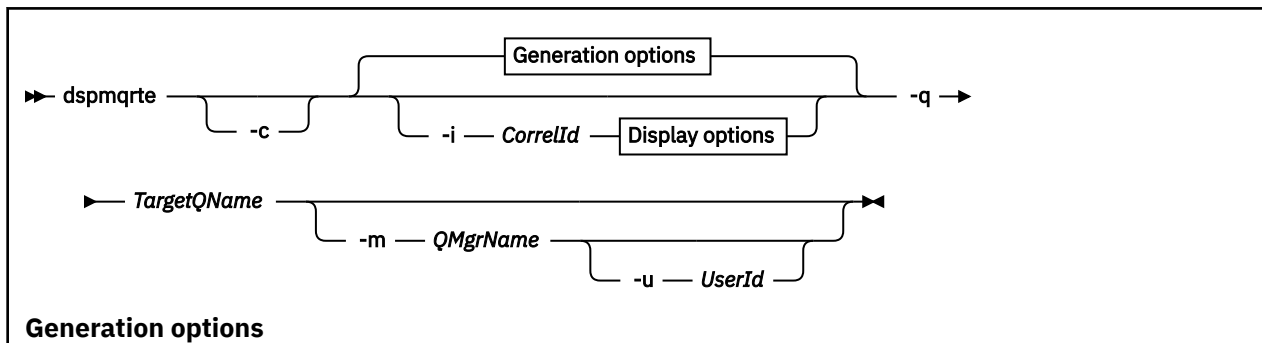 Generation options
dspmqrte -q
-c -i CorrelId Display options
TargetQName
-m QMgrName
-u UserId
Generation options